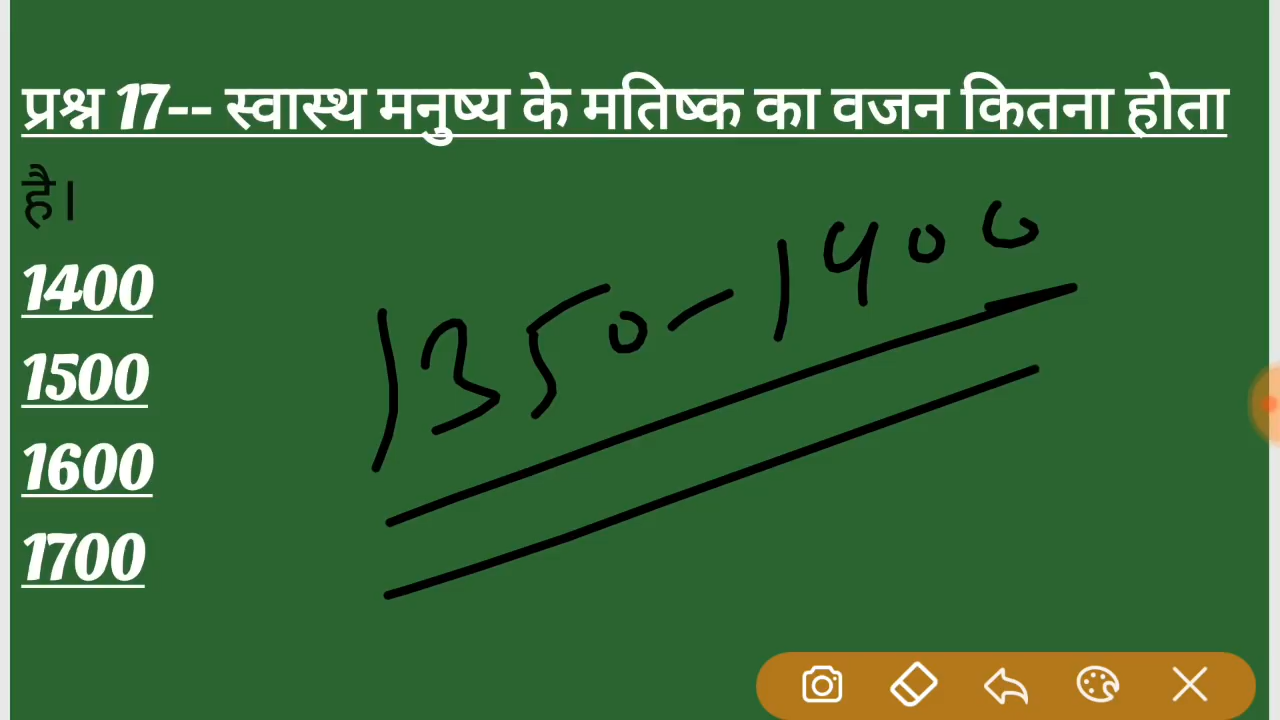 प्रश्न 17-- स्वास्थ मनुष्य के मतिष्क का वजन कितना होता
है।
1400
1500
1600
1700
1350-1400